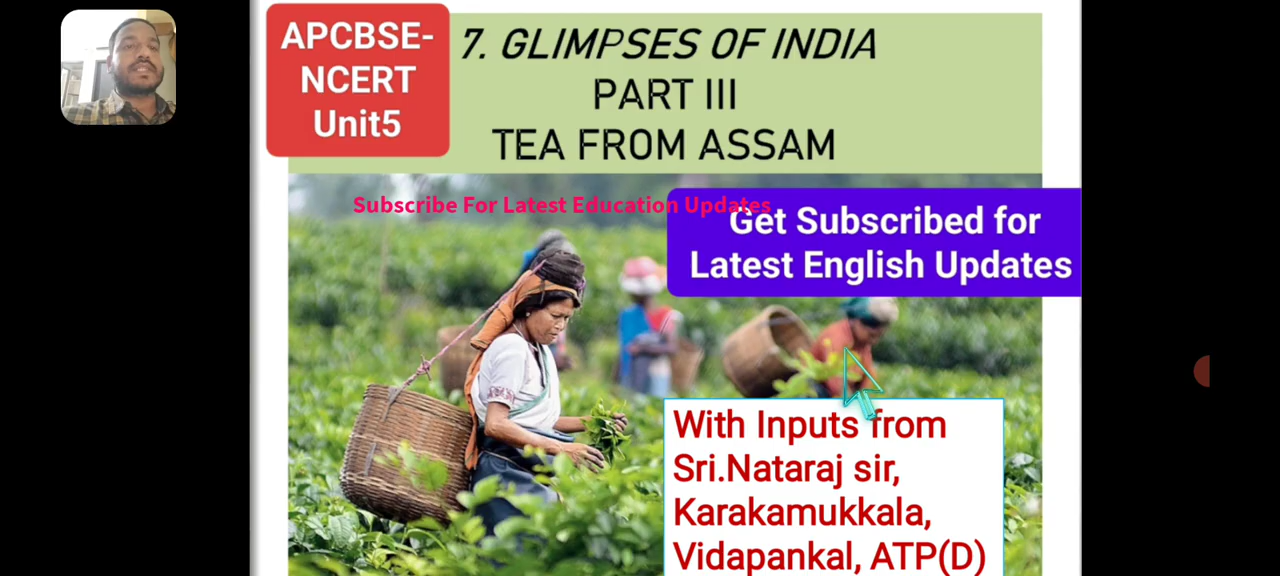 APCBSE-
NCERT
Unit5
7. GLIMPSES OF INDIA
PART III
TEA FROM ASSAM
Subscribe For Latest Education Updates
Get Subscribed for
Latest English Updates
With Inputs from
Sri.Nataraj sir,
Karakamukkala,
Vidapankal, ATP(D)